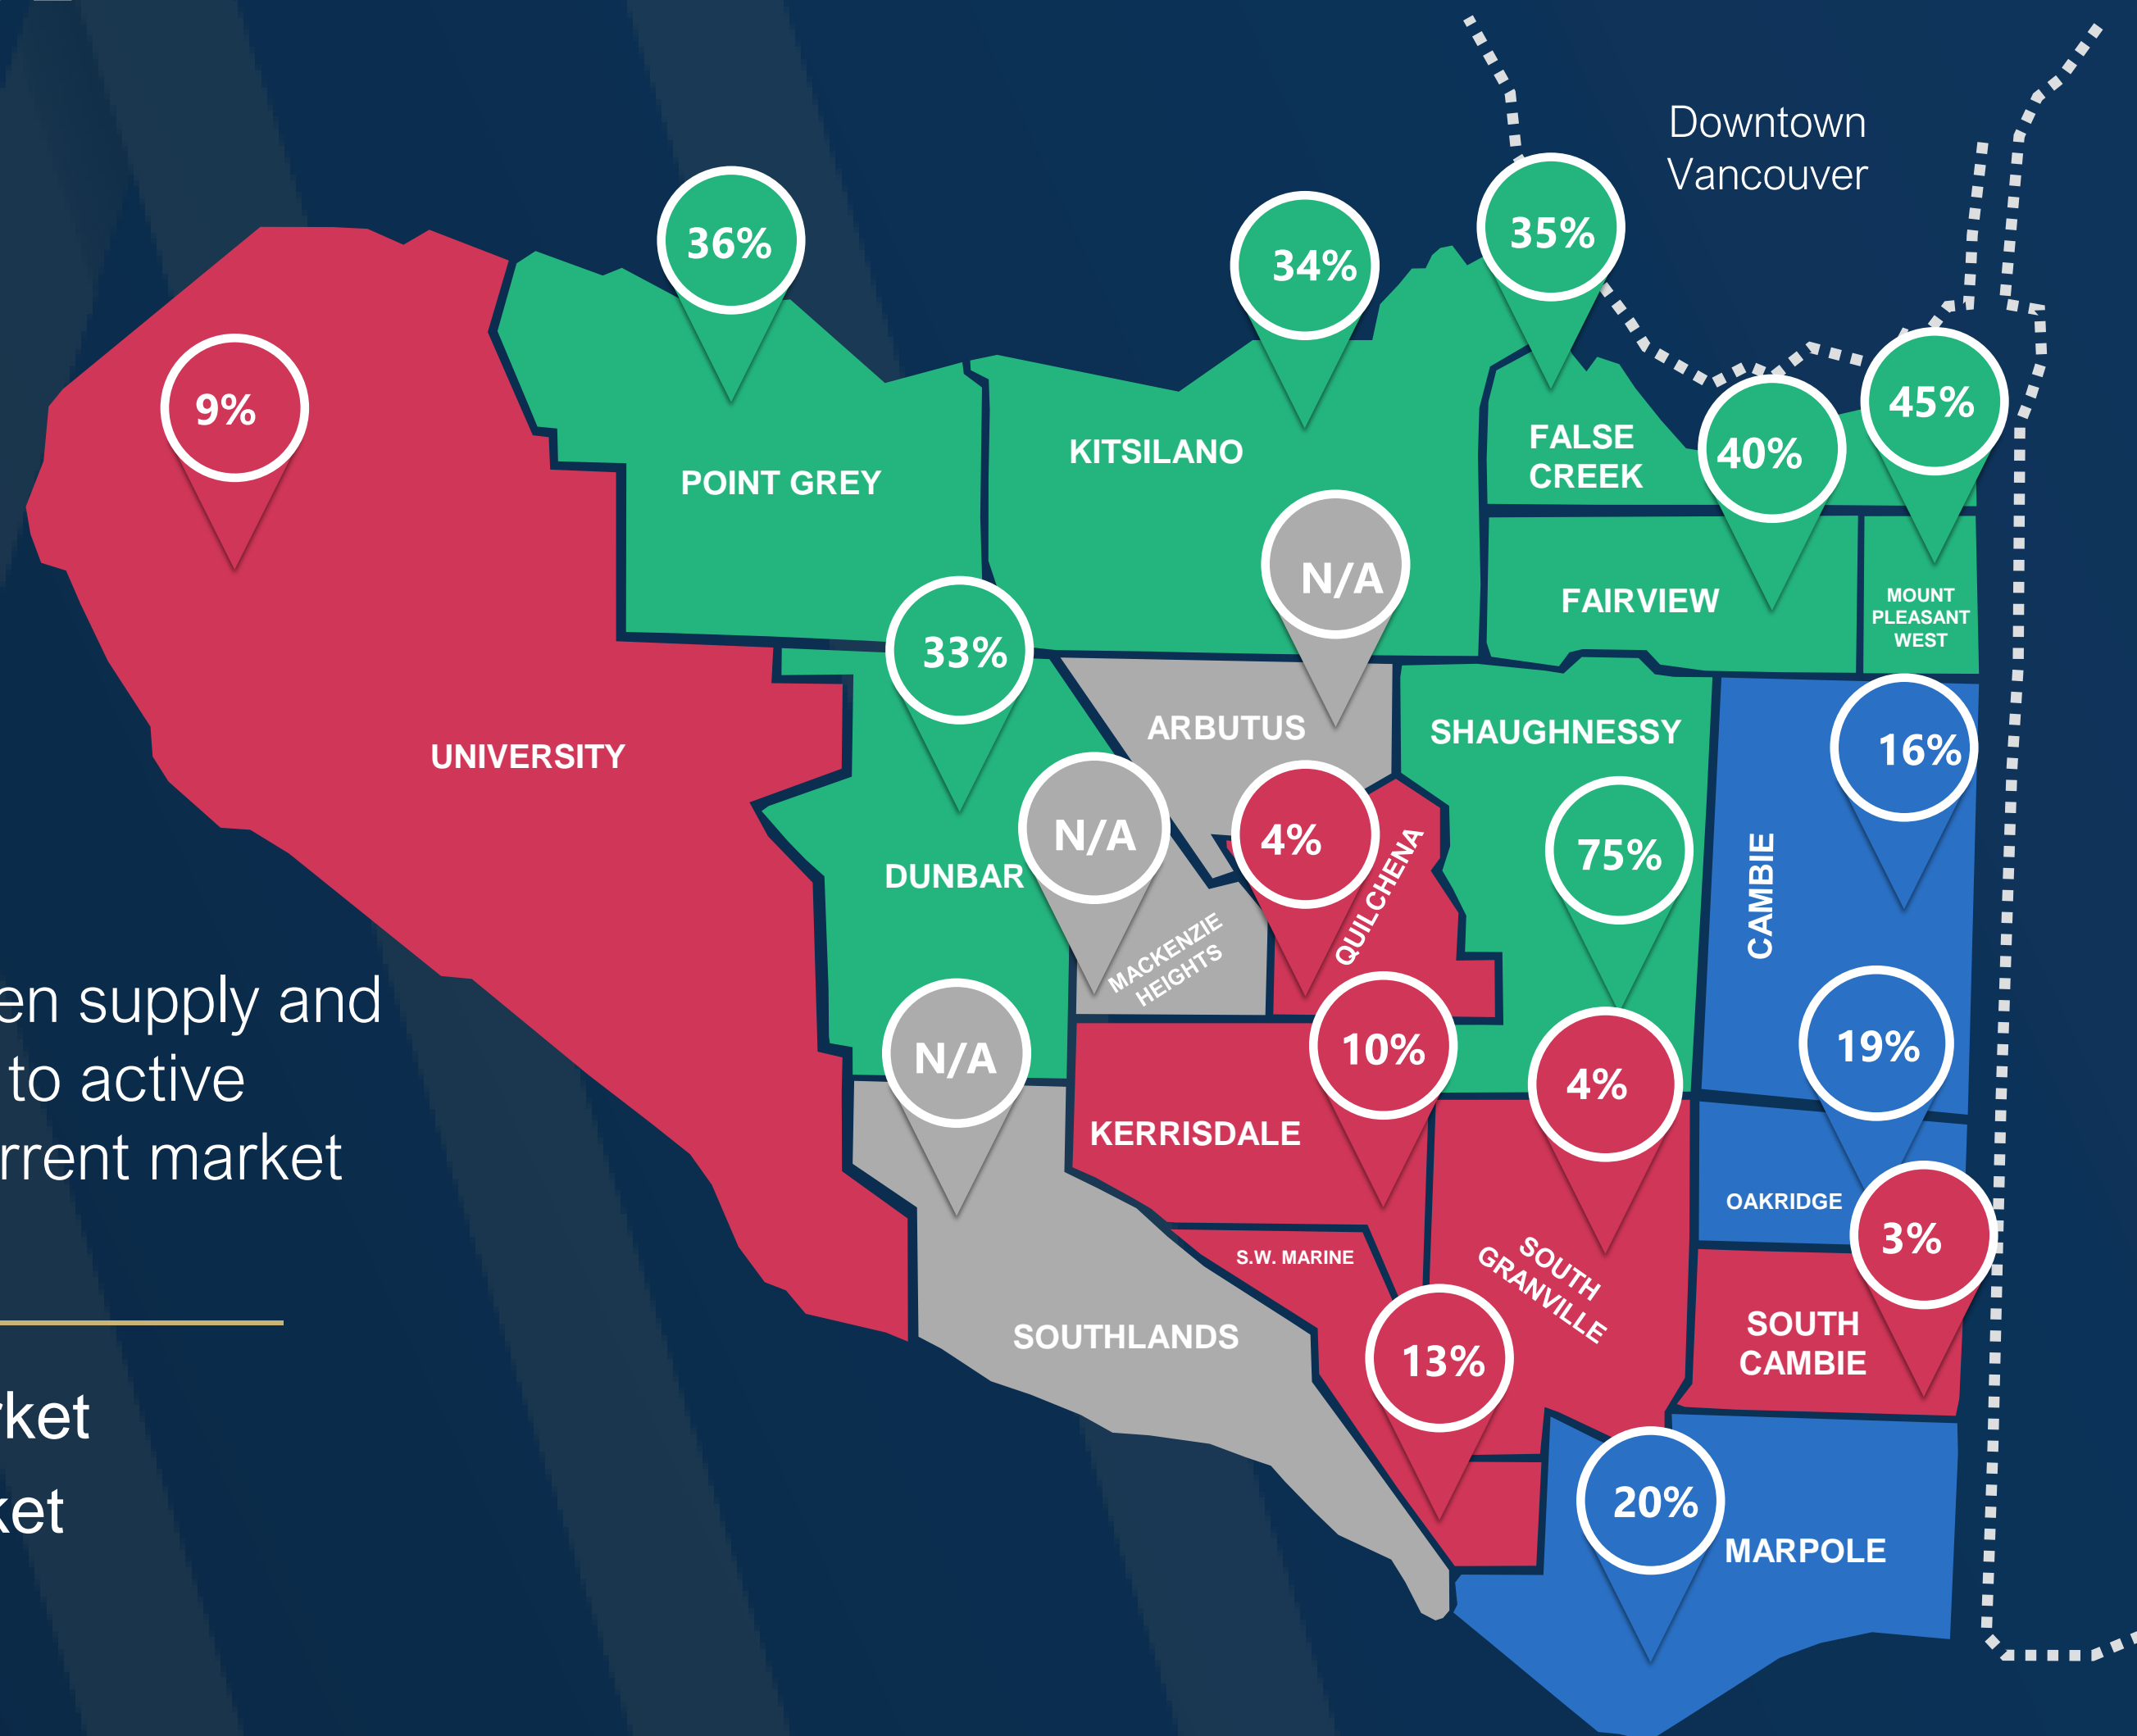 Downtown
Vancouver
36%
34%
35%
9%
45%
40%
KITSILANO
FALSE
CREEK
POINT GREY
N/A
FAIRVIEW
MOUNT
PLEASANT
WEST
33%
ARBUTUS
SHAUGHNESSY
UNIVERSITY
16%
N/A
4%
75%
DUNBAR
QUILCHENA
CAMBIE
MACKENZIE
HEIGHTS
en supply and
to active
rrent market
N/A
10%
4%
19%
KERRISDALE
OAKRIDGE
3%
S.W. MARINE
SOUTH
GRANVILLE
SOUTHLANDS
SOUTH
CAMBIE
13%
rket
ket
20%
MARPOLE